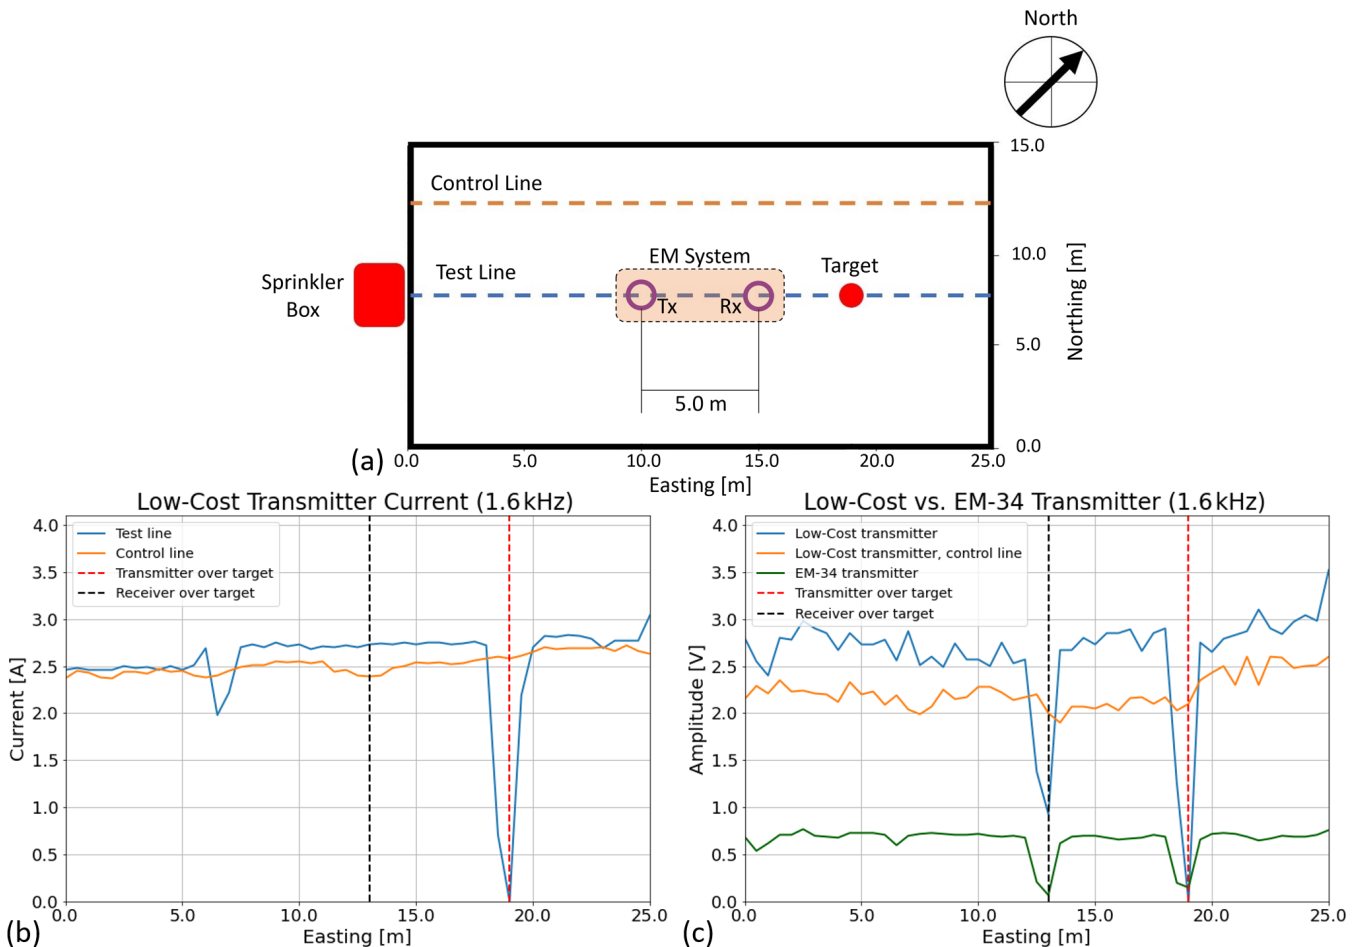 North
15.0
Control Line
10.0
EM System
Target
Test Line
Sprinkler
Box
Tx
Rx
Northing [m]
5.0
5.0 m
0.0
(a)
0.0
5.0
10.0
15.0
20.0
25.0
Easting [m]
Low-Cost Transmitter Current (1.6 kHz)
4.0
3.5
3.0
2.5
2.0
1.5
1.0
0.5
0.0
Current [A]
Test line
Control line
Transmitter over target
Receiver over target
0.0
5.0
10.0
15.0
20.0
25.0
Easting [m]
(b)
Low-Cost vs. EM-34 Transmitter (1.6 kHz)
4.0
3.5
3.0
2.5
2.0
1.5
1.0
0.5
0.0
Amplitude [V]
Low-Cost transmitter
Low-Cost transmitter, control line
EM-34 transmitter
Transmitter over target
Receiver over target
0.0
5.0
10.0
15.0
20.0
25.0
Easting [m]
(c)